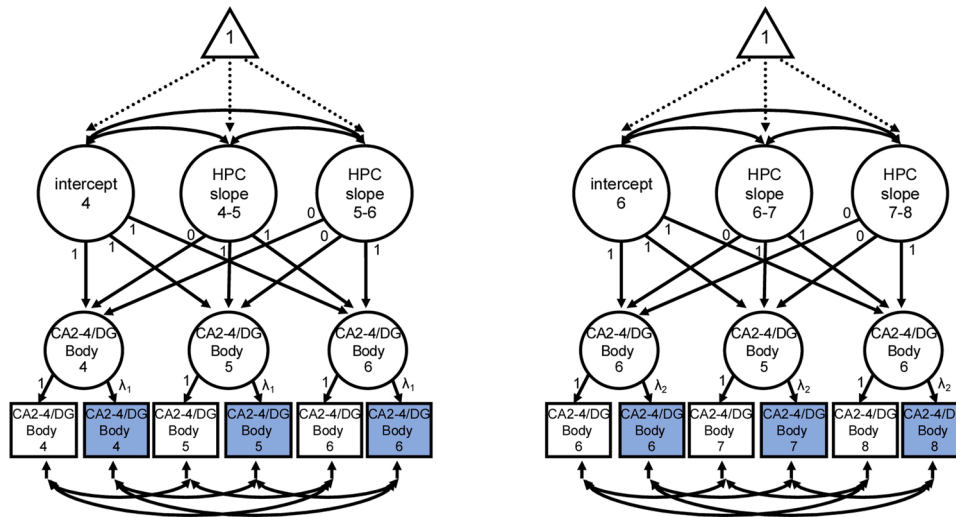 1
intercept
4
HPC
slope
4-5
HPC
slope
5-6
1
1
1
0
1
1
0
0
1
CA2-4/DG
Body
4
CA2-4/DG
Body
5
CA2-4/DG
Body
6
1
λ1
1
λ1
1
λ1
CA2-4/DG
Body
4
CA2-4/DG
Body
4
CA2-4/DG
Body
5
CA2-4/DG
Body
5
CA2-4/DG
Body
6
CA2-4/DG
Body
6
1
intercept
6
HPC
slope
6-7
HPC
slope
7-8
1
1
1
0
1
1
0
0
1
CA2-4/DG
Body
6
CA2-4/DG
Body
5
CA2-4/DG
Body
6
1
λ2
1
λ2
1
λ2
CA2-4/DG
Body
6
CA2-4/DG
Body
6
CA2-4/DG
Body
7
CA2-4/DG
Body
7
CA2-4/DG
Body
8
CA2-4/DG
Body
8